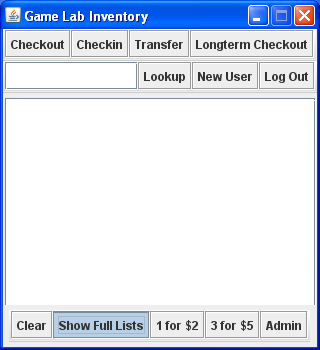 Game Lab Inventory
Checkout Checkin Transfer Longterm Checkout
Lookup New User Log Out
Clear Show Full Lists 1 for $2 3 for $5 Admin